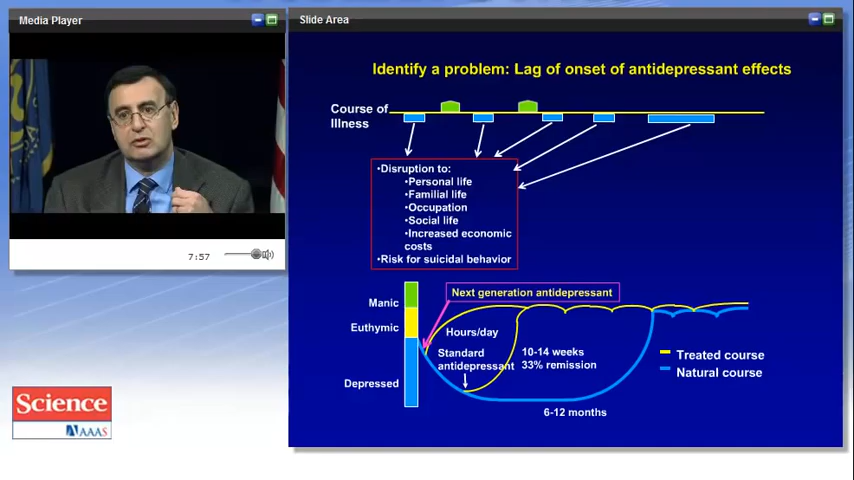 Media Player
Slide Area
7:57
Science
AAAS
Identify a problem: Lag of onset of antidepressant effects
Course of
Illness
•Disruption to:
•Personal life
•Familial life
•Occupation
•Social life
•Increased economic
costs
•Risk for suicidal behavior
Next generation antidepressant
Manic
Euthymic
Depressed
Hours/day
Standard
antidepressant
10-14 weeks
33% remission
6-12 months
Treated course
Natural course